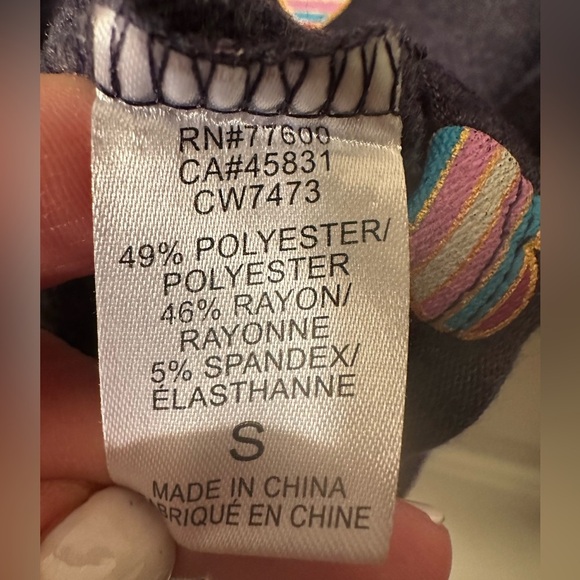 RN#77600
CA#45831
CW7473
49% POLYESTER/
POLYESTER
46% RAYON/
RAYONNE
5% SPANDEX/
ÉLASTHANNE
S
MADE IN CHINA
ABRIQUÉ EN CHINE